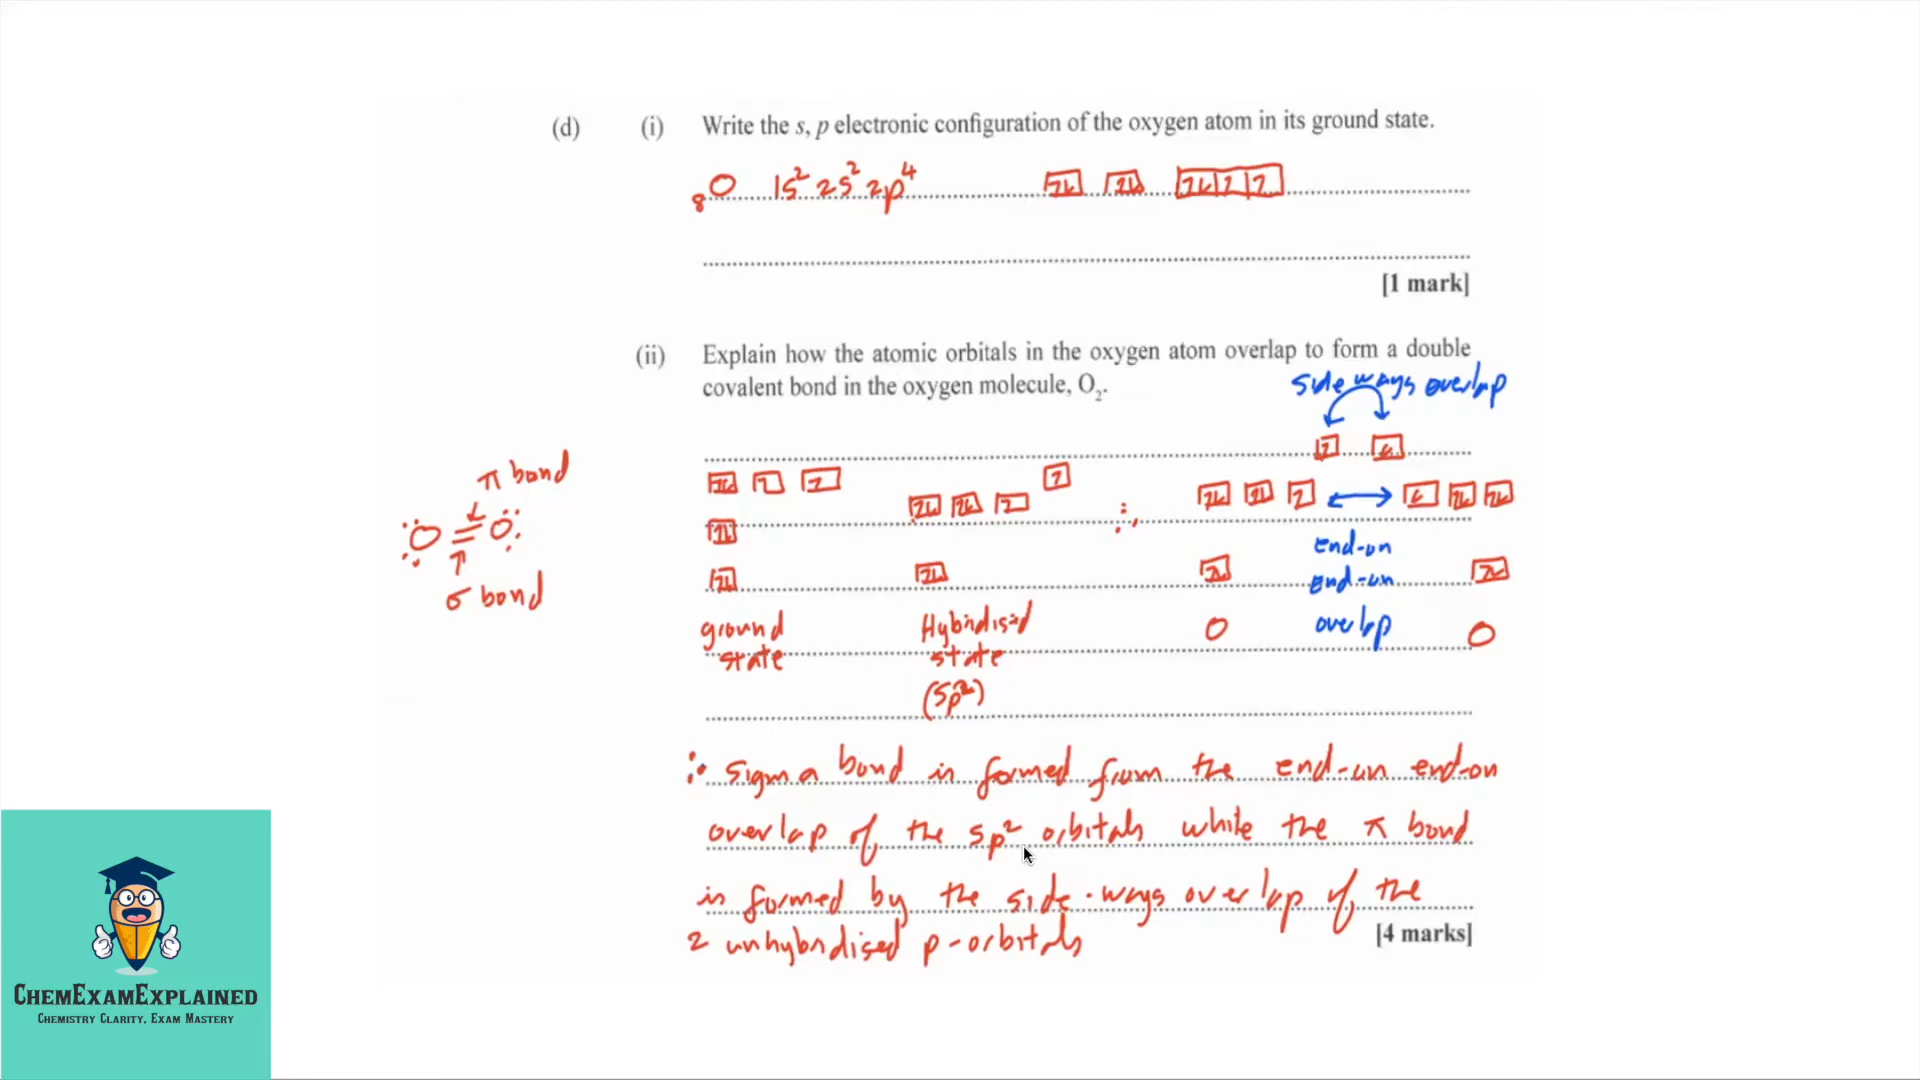 (d) (i) Write the s, p electronic configuration of the oxygen atom in its ground state.
₈O 1s² 2s² 2p⁴
[1 mark]
(ii) Explain how the atomic orbitals in the oxygen atom overlap to form a double
covalent bond in the oxygen molecule, O₂.
side ways overlap
π bond
O = O
σ bond
end-on
end-on
overlap
ground
state
Hybridised
state
(sp²)
O
O
∴ sigma bond is formed from the end-on end-on
overlap of the sp² orbitals while the π bond
is formed by the side-ways overlap of the
2 unhybridised p-orbitals
[4 marks]
CHEMEXAMEXPLAINED
CHEMISTRY CLARITY, EXAM MASTERY